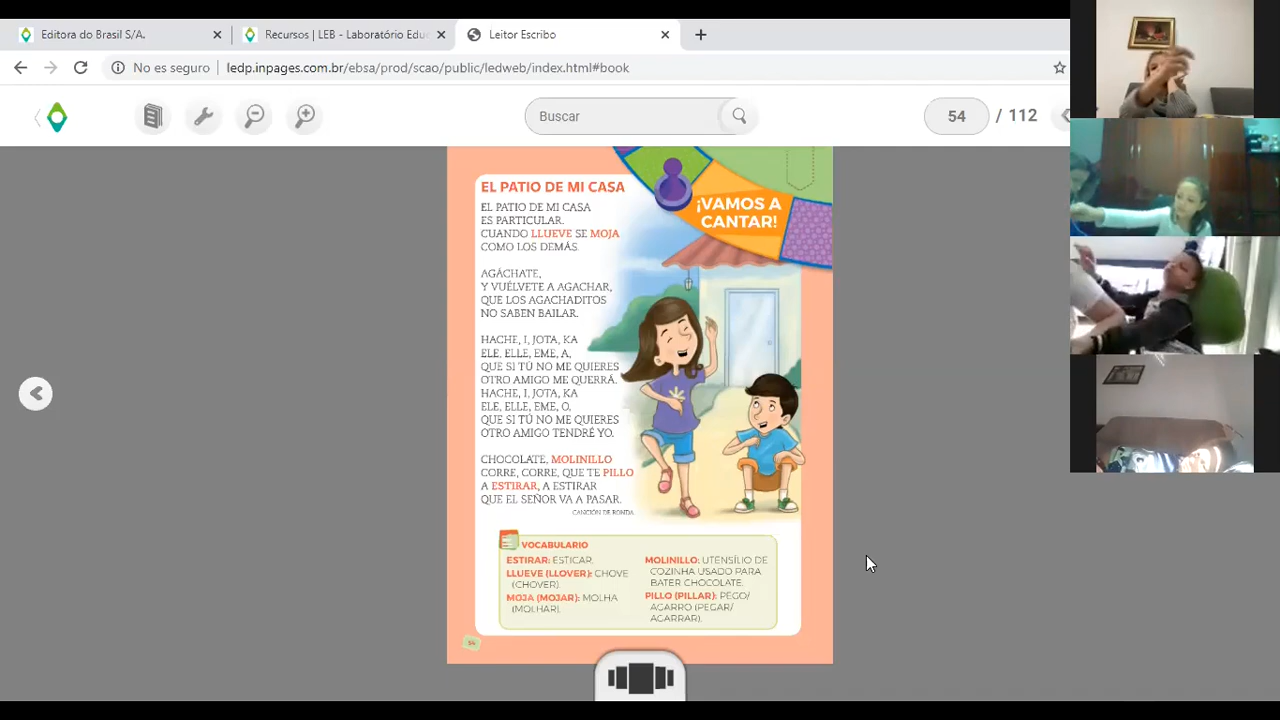 Editora do Brasil S/A.
Recursos | LEB - Laboratório Edu
Leitor Escribo
No es seguro
ledp.inpages.com.br/ebsa/prod/scao/public/ledweb/index.html#book
Buscar
54 / 112
EL PATIO DE MI CASA
EL PATIO DE MI CASA
ES PARTICULAR.
CUANDO LLUEVE SE MOJA
COMO LOS DEMÁS.
AGÁCHATE,
Y VUÉLVETE A AGACHAR,
QUE LOS AGACHADITOS
NO SABEN BAILAR.
HACHE, I, JOTA, KA
ELE, ELLE, EME, A,
QUE SI TÚ NO ME QUIERES
OTRO AMIGO ME QUERRÁ.
HACHE, I, JOTA, KA
ELE, ELLE, EME, O.
QUE SI TÚ NO ME QUIERES
OTRO AMIGO TENDRÉ YO.
CHOCOLATE, MOLINILLO
CORRE, CORRE, QUE TE PILLO
A ESTIRAR, A ESTIRAR
QUE EL SEÑOR VA A PASAR.
CANCIÓN DE RONDA
¡VAMOS A
CANTAR!
VOCABULARIO
ESTIRAR: ESTICAR.
LLUEVE (LLOVER): CHOVE
(CHOVER)
MOJA (MOJAR): MOLHA
(MOLHAR).
MOLINILLO: UTENSÍLIO DE
COZINHA USADO PARA
BATER CHOCOLATE.
PILLO (PILLAR): PEGO/
AGARRO (PEGAR/
AGARRAR).
54